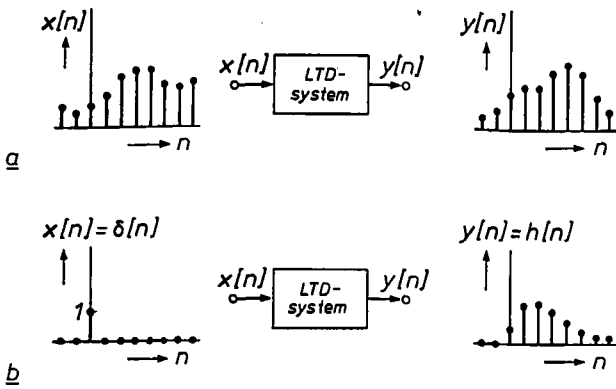 x[n]
n
x[n]
LTD-
system
y[n]
y[n]
n
a
x[n]=δ[n]
1
n
x[n]
LTD-
system
y[n]
y[n]=h[n]
n
b